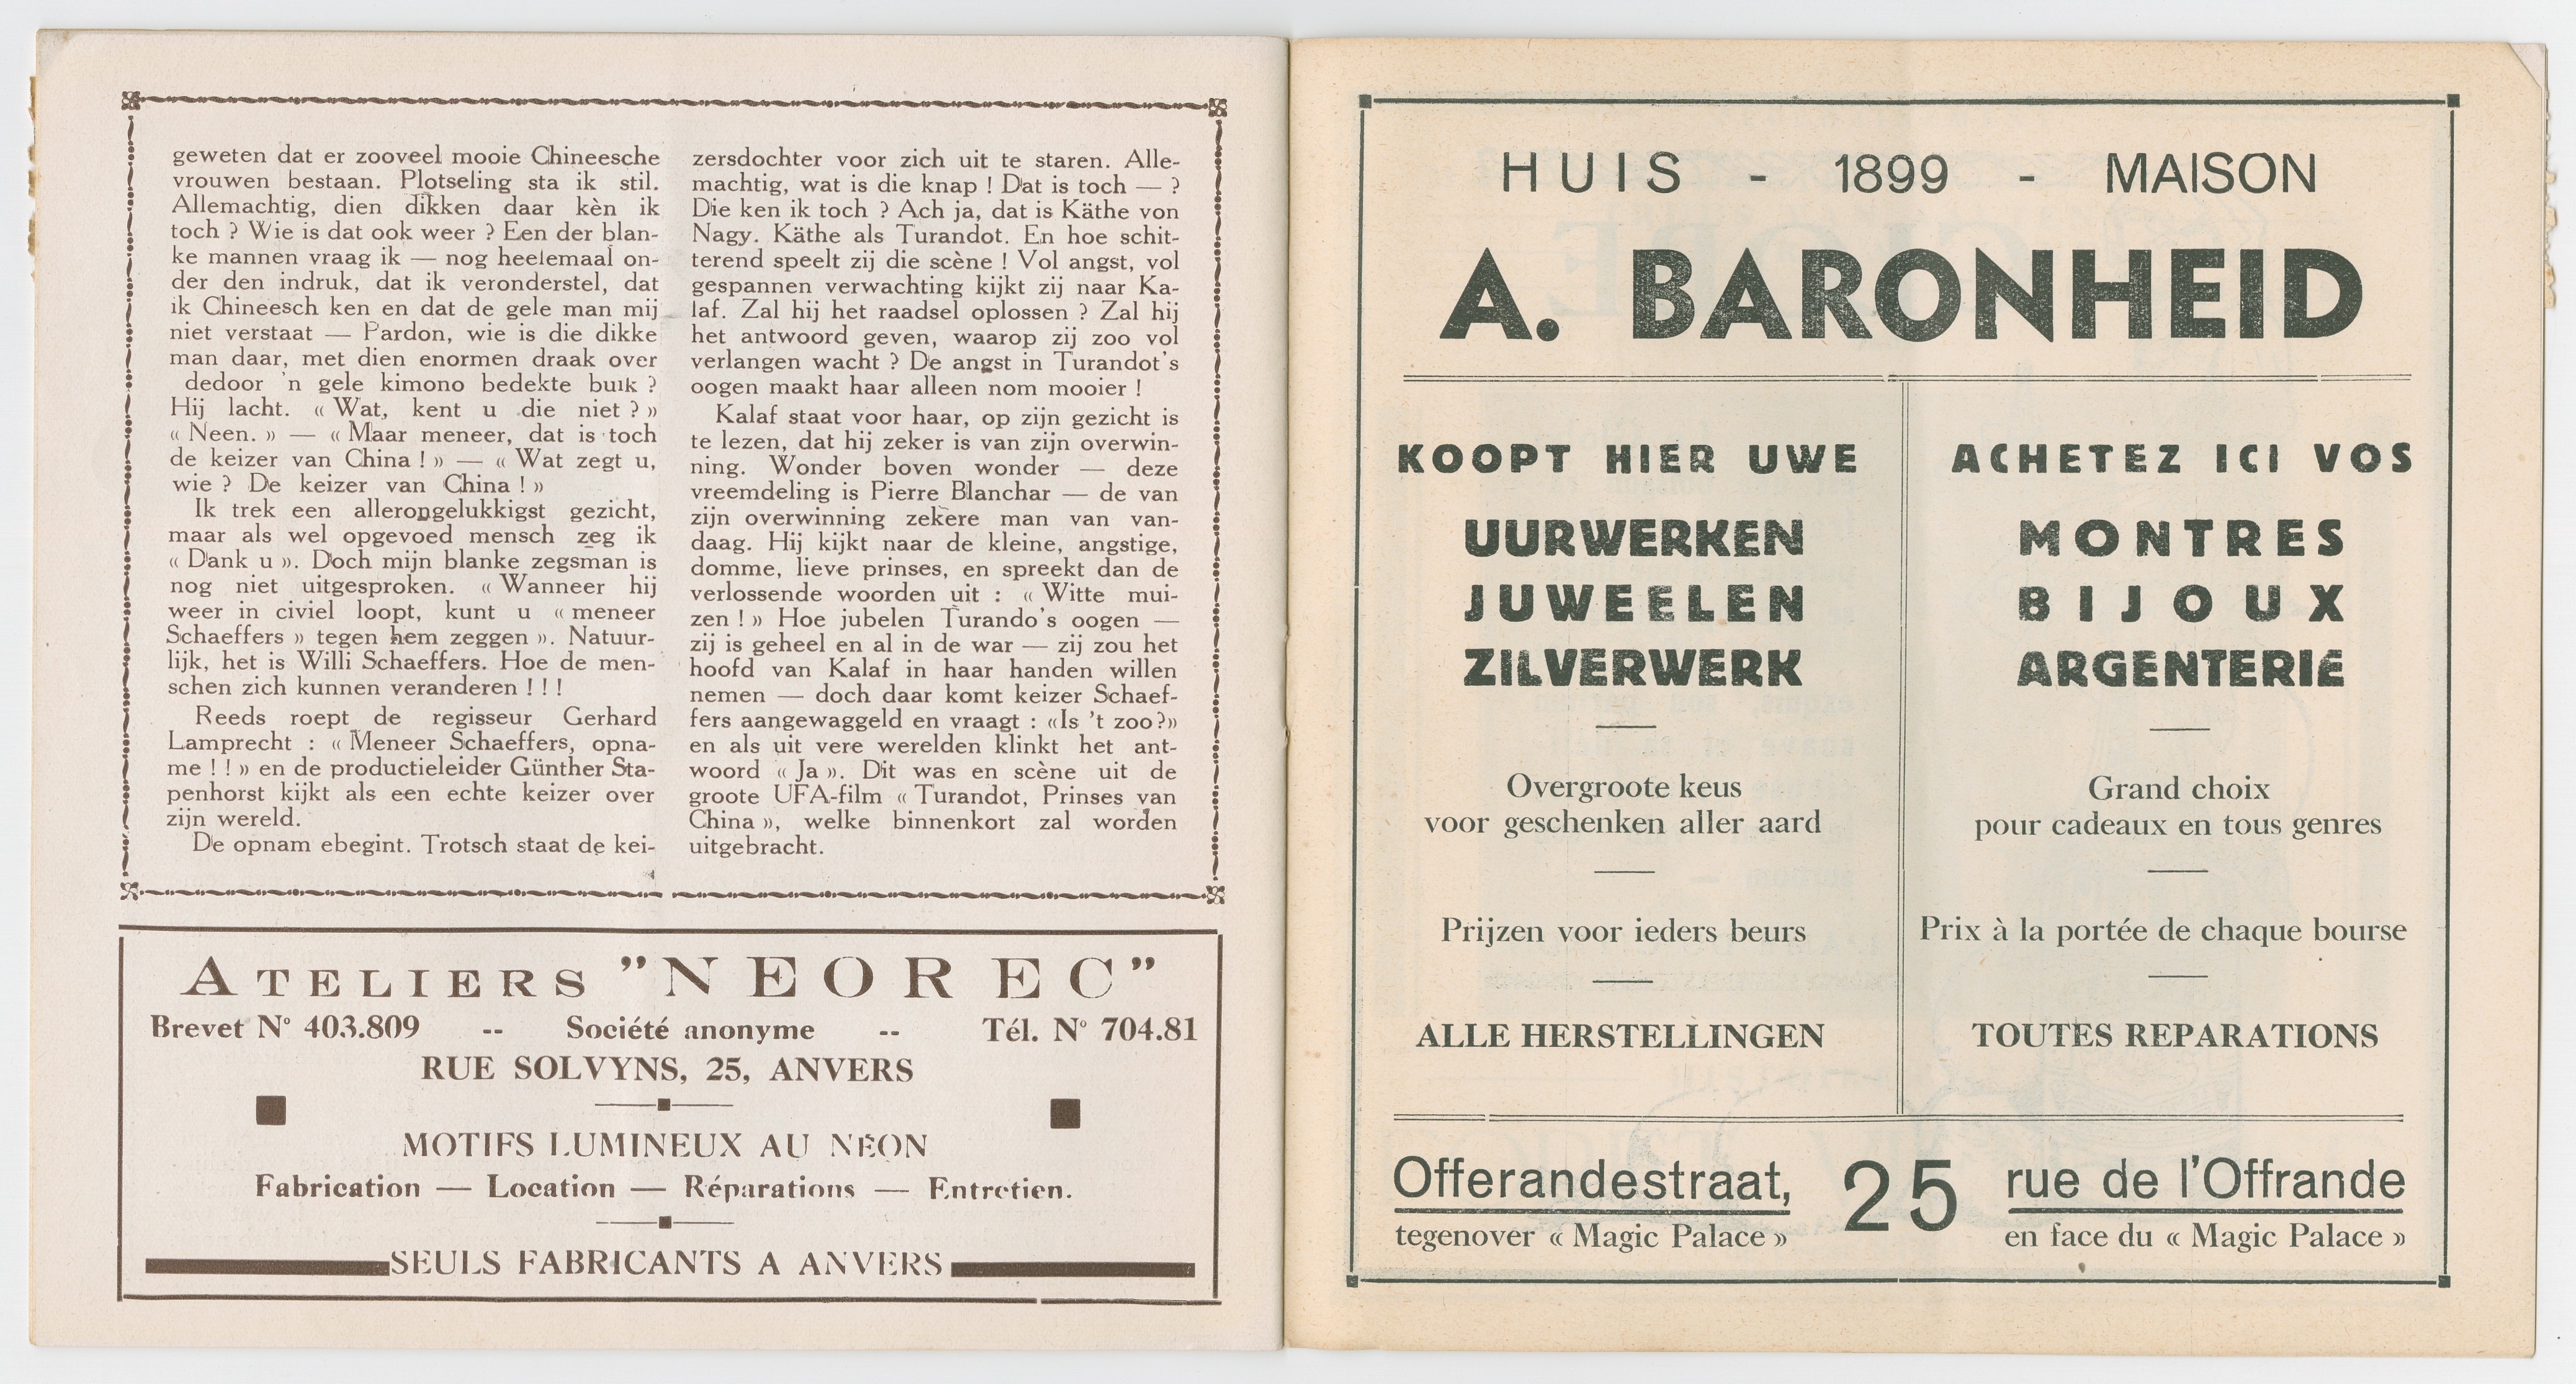 geweten dat er zooveel mooie Chineesche
vrouwen bestaan. Plotseling sta ik stil.
Allemachtig, dien dikken daar kèn ik
toch ? Wie is dat ook weer ? Een der blan-
ke mannen vraag ik — nog heelemaal on-
der den indruk, dat ik veronderstel, dat
ik Chineesch ken en dat de gele man mij
niet verstaat — Pardon, wie is die dikke
man daar, met dien enormen draak over
dedoor 'n gele kimono bedekte buik ?
Hij lacht. « Wat, kent u die niet ? »
« Neen. » — « Maar meneer, dat is toch
de keizer van China ! » — « Wat zegt u,
wie ? De keizer van China ! »
Ik trek een allerongelukkigst gezicht,
maar als wel opgevoed mensch zeg ik
« Dank u ». Doch mijn blanke zegsman is
nog niet uitgesproken. « Wanneer hij
weer in civiel loopt, kunt u « meneer
Schaeffers » tegen hem zeggen ». Natuur-
lijk, het is Willi Schaeffers. Hoe de men-
schen zich kunnen veranderen ! ! !
Reeds roept de regisseur Gerhard
Lamprecht : « Meneer Schaeffers, opna-
me ! ! » en de productieleider Günther Sta-
penhorst kijkt als een echte keizer over
zijn wereld.
De opnam ebegint. Trotsch staat de kei-
zersdochter voor zich uit te staren. Alle-
machtig, wat is die knap ! Dat is toch — ?
Die ken ik toch ? Ach ja, dat is Käthe von
Nagy. Käthe als Turandot. En hoe schit-
terend speelt zij die scène ! Vol angst, vol
gespannen verwachting kijkt zij naar Ka-
laf. Zal hij het raadsel oplossen ? Zal hij
het antwoord geven, waarop zij zoo vol
verlangen wacht ? De angst in Turandot's
oogen maakt haar alleen nom mooier !
Kalaf staat voor haar, op zijn gezicht is
te lezen, dat hij zeker is van zijn overwin-
ning. Wonder boven wonder — deze
vreemdeling is Pierre Blanchar — de van
zijn overwinning zekere man van van-
daag. Hij kijkt naar de kleine, angstige,
domme, lieve prinses, en spreekt dan de
verlossende woorden uit : « Witte mui-
zen ! » Hoe jubelen Turando's oogen —
zij is geheel en al in de war — zij zou het
hoofd van Kalaf in haar handen willen
nemen — doch daar komt keizer Schaef-
fers aangewaggeld en vraagt : «Is 't zoo?»
en als uit vere werelden klinkt het ant-
woord « Ja ». Dit was en scène uit de
groote UFA-film « Turandot, Prinses van
China », welke binnenkort zal worden
uitgebracht.
ATELIERS "NEOREC"
Brevet N° 403.809 -- Société anonyme -- Tél. N° 704.81
RUE SOLVYNS, 25, ANVERS
MOTIFS LUMINEUX AU NÉON
Fabrication — Location — Réparations — Entretien.
SEULS FABRICANTS A ANVERS
HUIS - 1899 - MAISON
A. BARONHEID
KOOPT HIER UWE
UURWERKEN
JUWEELEN
ZILVERWERK
Overgroote keus
voor geschenken aller aard
Prijzen voor ieders beurs
ALLE HERSTELLINGEN
ACHETEZ ICI VOS
MONTRES
BIJOUX
ARGENTERIE
Grand choix
pour cadeaux en tous genres
Prix à la portée de chaque bourse
TOUTES REPARATIONS
Offerandestraat, 25 rue de l'Offrande
tegenover « Magic Palace » en face du « Magic Palace »